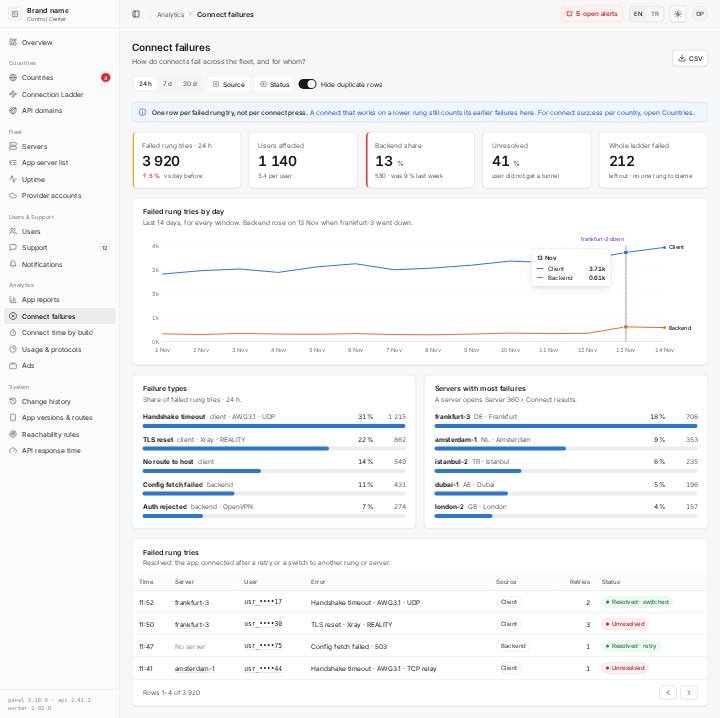 Brand name
Control Center
Overview
Countries
Countries 4
Connection Ladder
API domains
Fleet
Servers
App server list
Uptime
Provider accounts
Users & Support
Users
Support 12
Notifications
Analytics
App reports
Connect failures
Connect time by build
Usage & protocols
Ads
System
Change history
App versions & routes
Reachability rules
API response time
panel 3.18.0 · api 2.41.2
worker 1.92.0
Analytics > Connect failures
5 open alerts EN TR OP
Connect failures
How do connects fail across the fleet, and for whom?
CSV
24 h 7 d 30 d Source Status Hide duplicate rows
One row per failed rung try, not per connect press. A connect that works on a lower rung still counts its earlier failures here. For connect success per country, open Countries.
Failed rung tries · 24 h
3 920
↑ 5 % vs day before
Users affected
1 140
3.4 per user
Backend share
13 %
580 · was 9 % last week
Unresolved
41 %
user did not get a tunnel
Whole ladder failed
212
left out · no one rung to blame
Failed rung tries by day
Last 14 days, for every window. Backend rose on 13 Nov when frankfurt-3 went down.
frankfurt-3 down
4k
3k
2k
1k
0k
Client
Backend
13 Nov
Client 3.71k
Backend 0.61k
1 Nov 2 Nov 3 Nov 4 Nov 5 Nov 6 Nov 7 Nov 8 Nov 9 Nov 10 Nov 11 Nov 12 Nov 13 Nov 14 Nov
Failure types
Share of failed rung tries · 24 h.
Handshake timeout client · AWG3.1 · UDP 31 % 1 215
TLS reset client · Xray · REALITY 22 % 862
No route to host client 14 % 549
Config fetch failed backend 11 % 431
Auth rejected backend · OpenVPN 7 % 274
Servers with most failures
A server opens Server 360 › Connect results.
frankfurt-3 DE · Frankfurt 18 % 706
amsterdam-1 NL · Amsterdam 9 % 353
istanbul-2 TR · Istanbul 6 % 235
dubai-1 AE · Dubai 5 % 196
london-2 GB · London 4 % 157
Failed rung tries
Resolved: the app connected after a retry or a switch to another rung or server.
Time Server User Error Source Retries Status
11:52 frankfurt-3 usr_••••17 Handshake timeout · AWG3.1 · UDP Client 2 Resolved · switched
11:50 frankfurt-3 usr_••••30 TLS reset · Xray · REALITY Client 3 Unresolved
11:47 No server usr_••••75 Config fetch failed · 503 Backend 1 Resolved · retry
11:41 amsterdam-1 usr_••••44 Handshake timeout · AWG3.1 · TCP relay Client 1 Unresolved
Rows 1–4 of 3 920